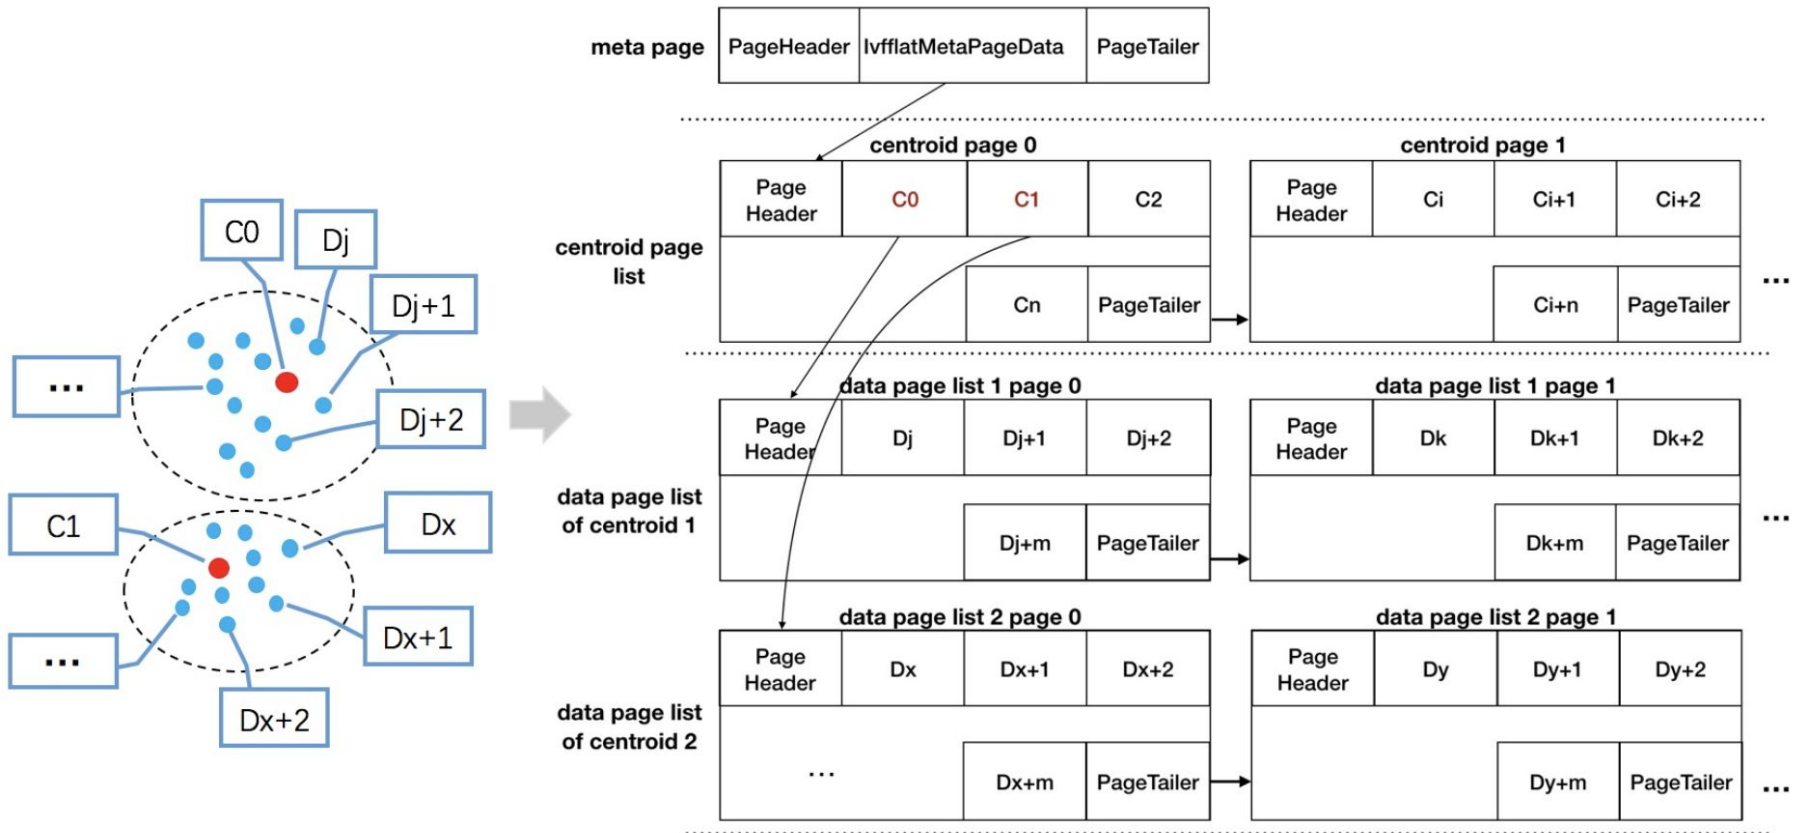 C0
Dj
Dj+1
...
Dj+2
C1
Dx
Dx+1
...
Dx+2
meta page
PageHeader
IvfflatMetaPageData
PageTailer
centroid page 0
centroid page 1
centroid page
list
Page
Header
C0
C1
C2
Cn
PageTailer
Page
Header
Ci
Ci+1
Ci+2
Ci+n
PageTailer
...
data page list 1 page 0
data page list 1 page 1
data page list
of centroid 1
Page
Header
Dj
Dj+1
Dj+2
Dj+m
PageTailer
Page
Header
Dk
Dk+1
Dk+2
Dk+m
PageTailer
...
data page list 2 page 0
data page list 2 page 1
data page list
of centroid 2
Page
Header
Dx
Dx+1
Dx+2
...
Dx+m
PageTailer
Page
Header
Dy
Dy+1
Dy+2
Dy+m
PageTailer
...